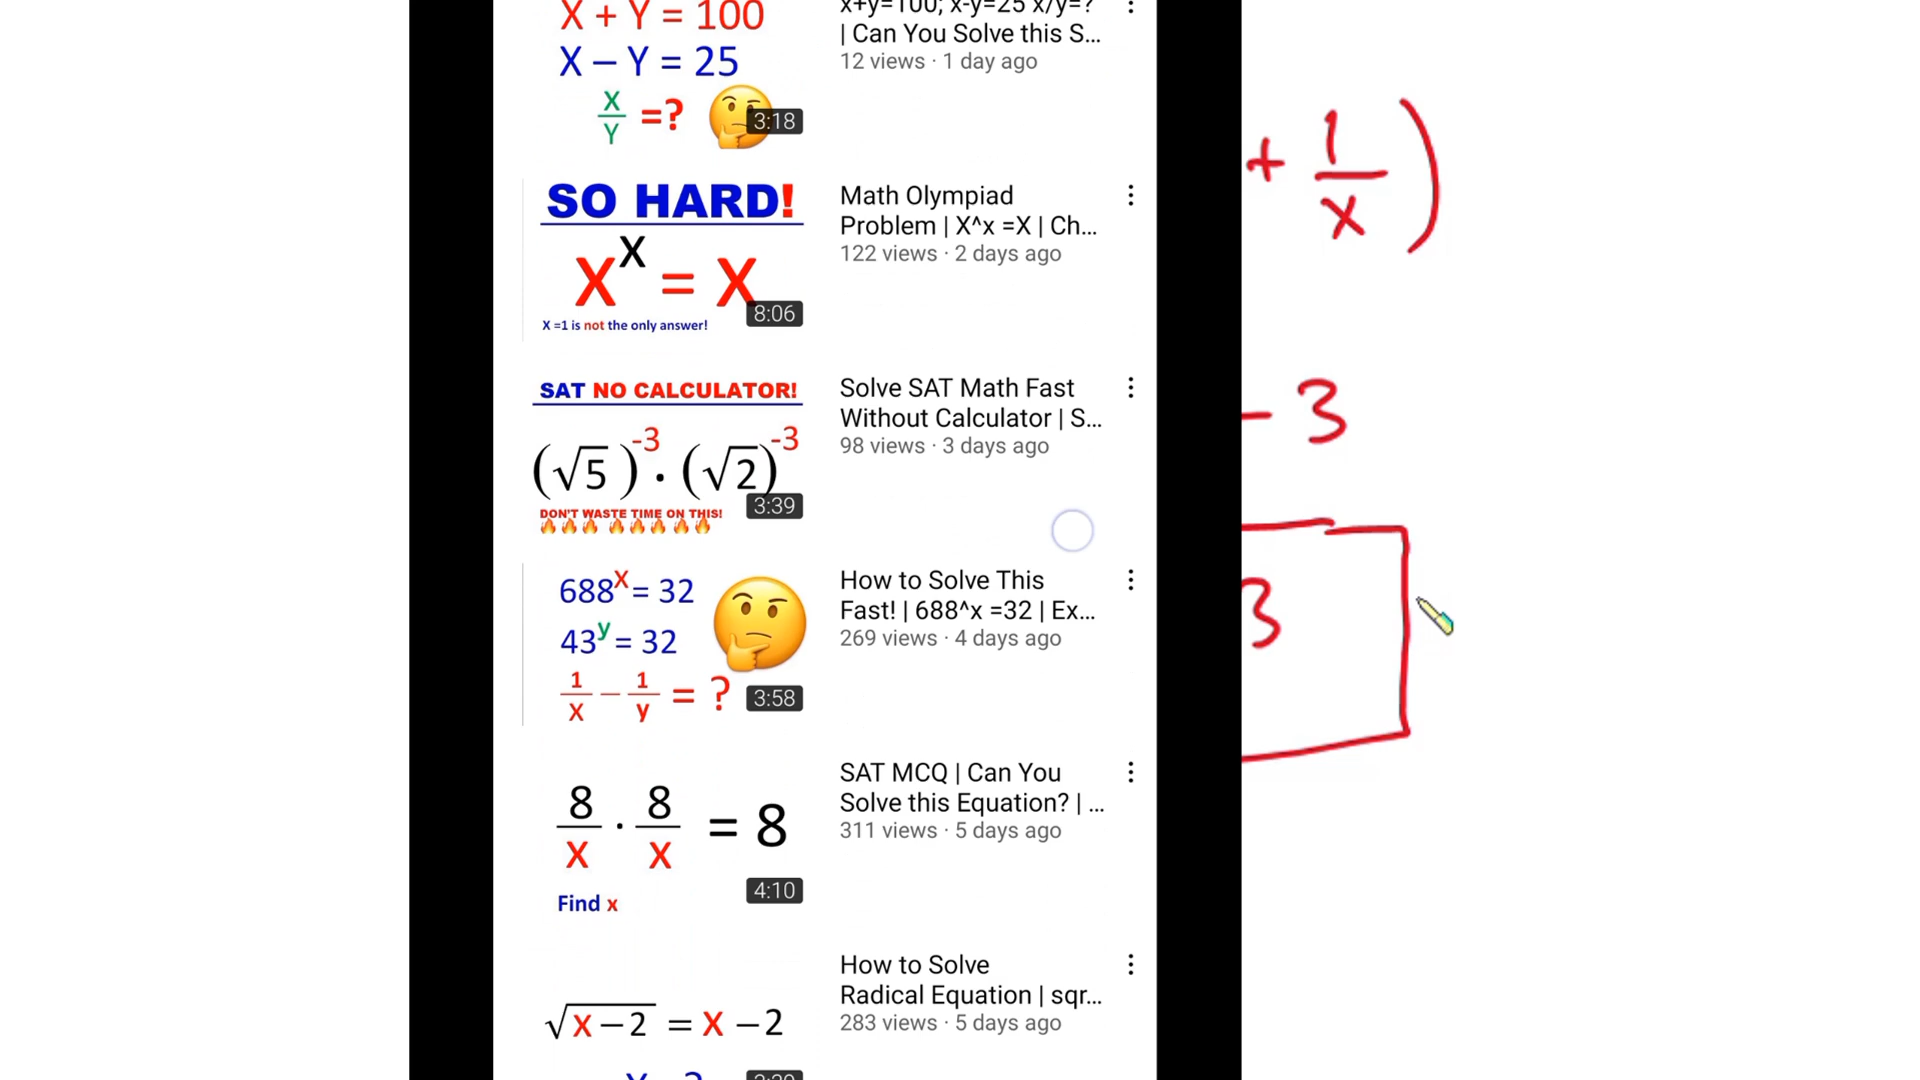 X + Y = 100
X − Y = 25
X/Y =?
3:18
x+y=100; x-y=25 x/y=?
| Can You Solve this S...
12 views · 1 day ago
SO HARD!
X^X = X
X =1 is not the only answer!
8:06
Math Olympiad
Problem | X^x =X | Ch...
122 views · 2 days ago
SAT NO CALCULATOR!
(√5)^-3 · (√2)^-3
DON'T WASTE TIME ON THIS!
3:39
Solve SAT Math Fast
Without Calculator | S...
98 views · 3 days ago
688^x = 32
43^y = 32
1/x − 1/y = ?
3:58
How to Solve This
Fast! | 688^x =32 | Ex...
269 views · 4 days ago
8/x · 8/x = 8
Find x
4:10
SAT MCQ | Can You
Solve this Equation? | ...
311 views · 5 days ago
√x−2 = x −2
How to Solve
Radical Equation | sqr...
283 views · 5 days ago
+ 1/x )
− 3
3